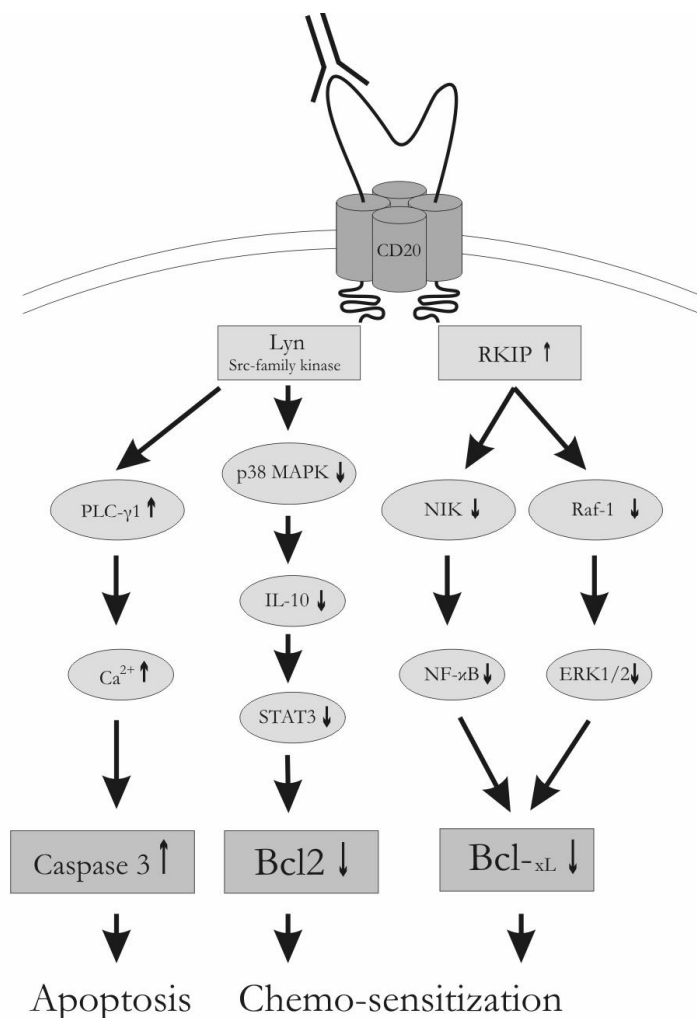 CD20
Lyn
Src-family kinase
RKIP ↑
p38 MAPK ↓
PLC-γ1 ↑
NIK ↓
Raf-1 ↓
IL-10 ↓
Ca²⁺ ↑
NF-ϰB ↓
ERK1/2 ↓
STAT3 ↓
Caspase 3 ↑
Bcl2 ↓
Bcl-xL ↓
Apoptosis
Chemo-sensitization